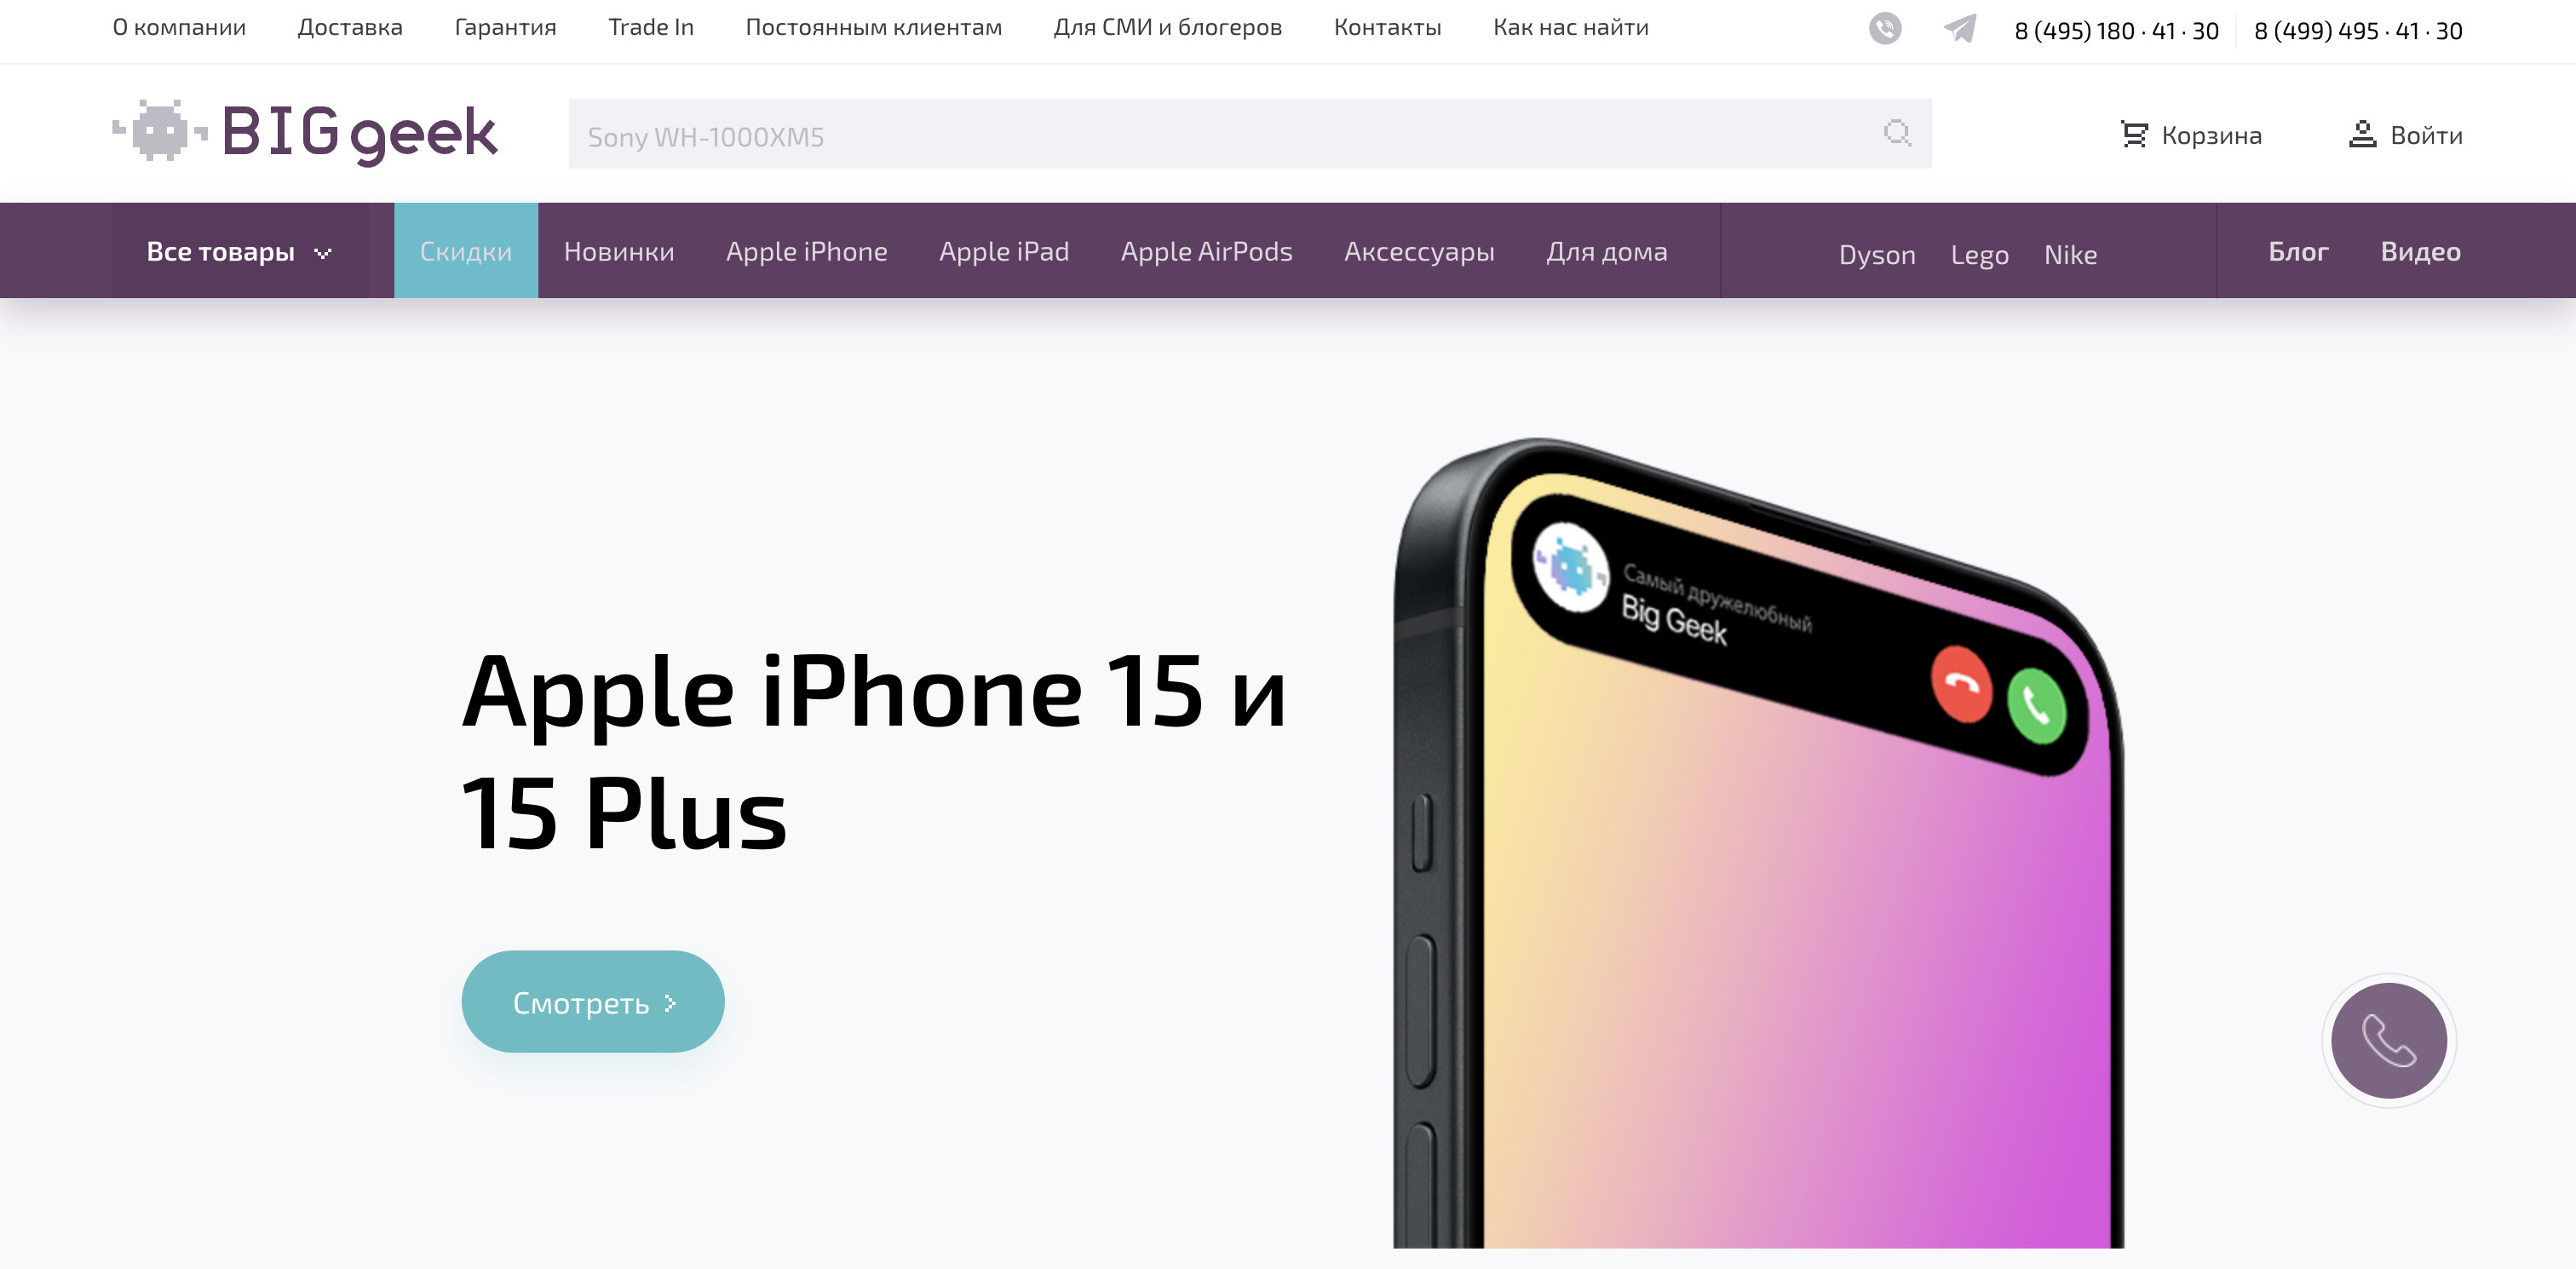 О компании Доставка Гарантия Trade In Постоянным клиентам Для СМИ и блогеров Контакты Как нас найти 8 (495) 180 · 41 · 30 8 (499) 495 · 41 · 30
BIG geek Sony WH-1000XM5 Корзина Войти
Все товары Скидки Новинки Apple iPhone Apple iPad Apple AirPods Аксессуары Для дома Dyson Lego Nike Блог Видео
Самый дружелюбный
Big Geek
Apple iPhone 15 и
15 Plus
Смотреть